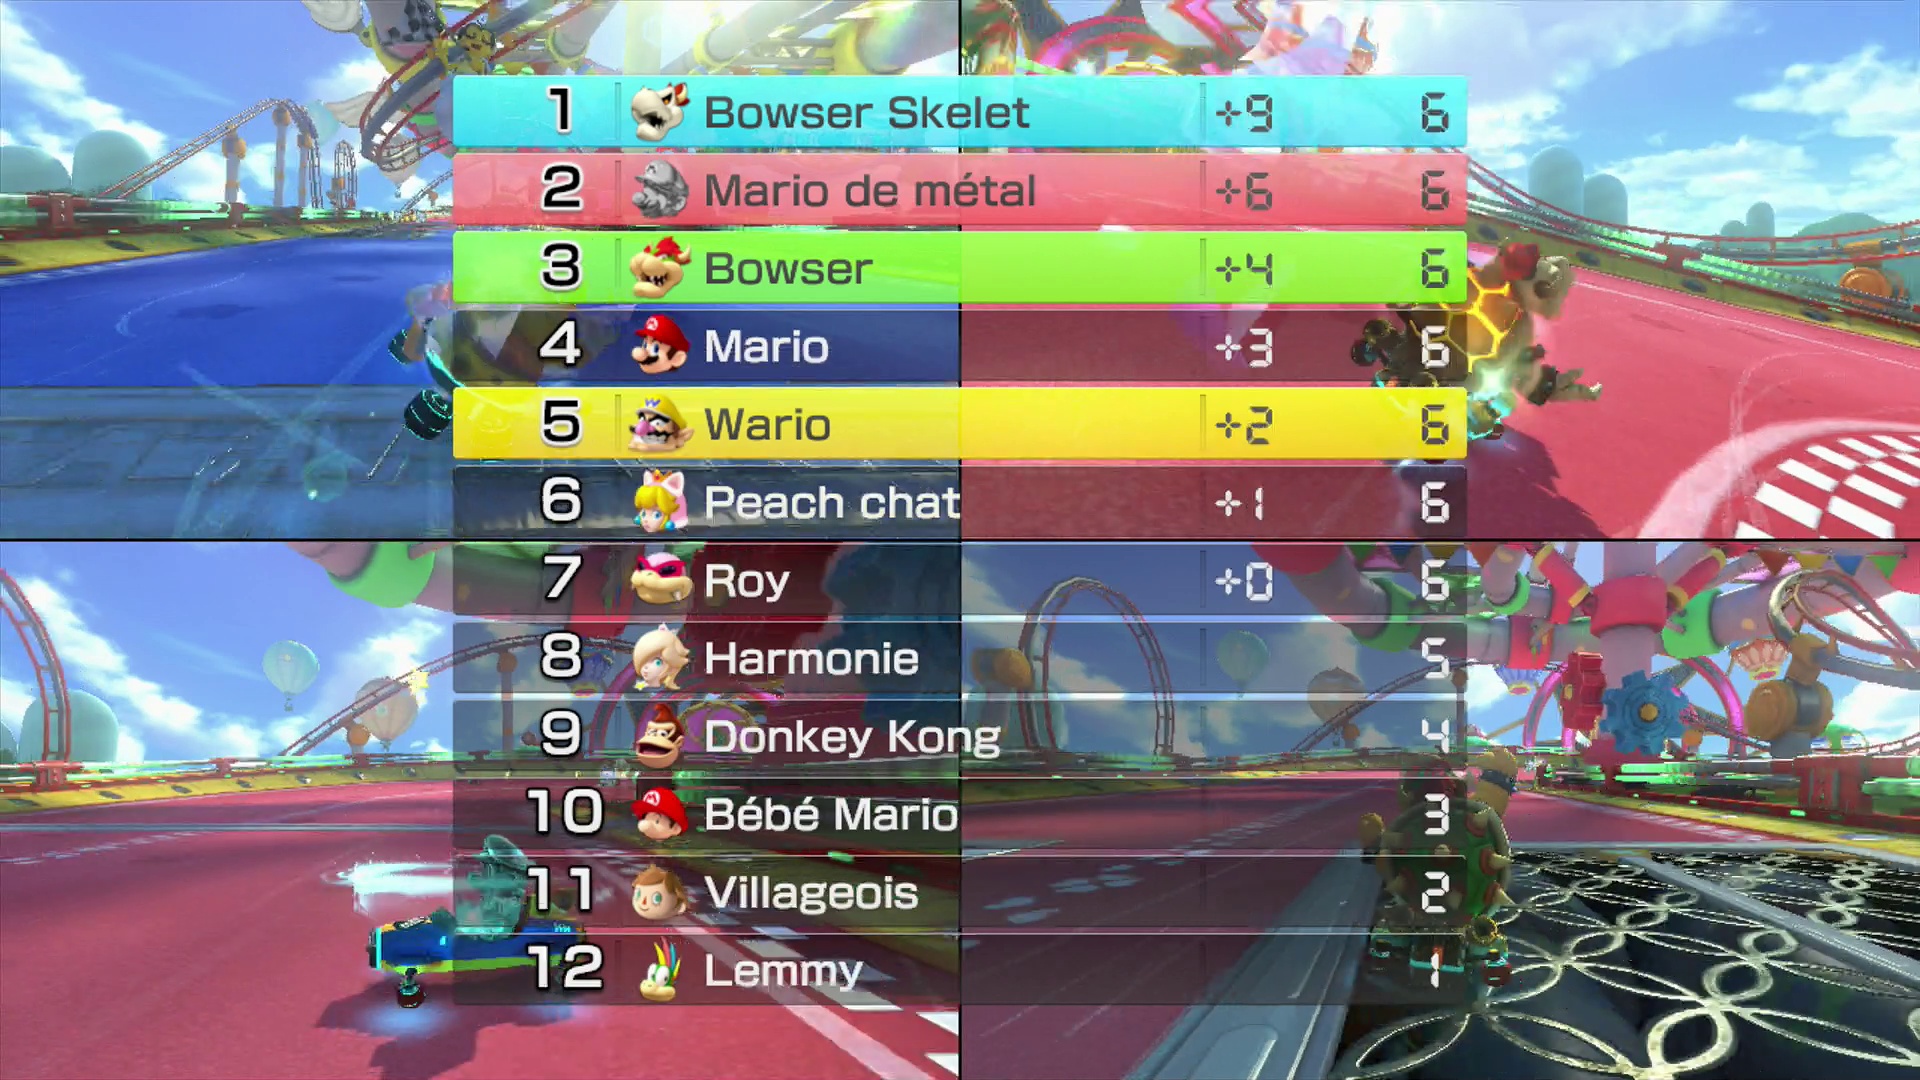 1 Bowser Skelet +9 6
2 Mario de métal +6 6
3 Bowser +4 6
4 Mario +3 6
5 Wario +2 6
6 Peach chat +1 6
7 Roy +0 6
8 Harmonie 5
9 Donkey Kong 4
10 Bébé Mario 3
11 Villageois 2
12 Lemmy 1